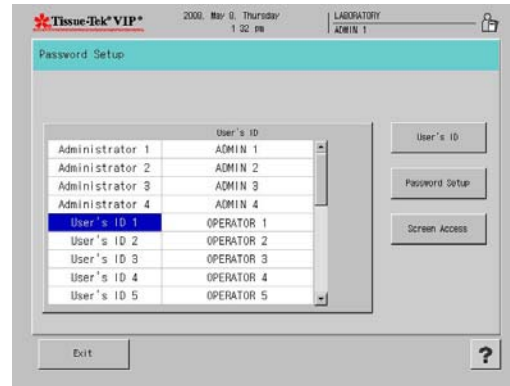 Tissue-Tek® VIP®
2008, May 8, Thursday
1 32 PM
LABORATORY
ADMIN 1
Password Setup
User's ID
Administrator 1 ADMIN 1
Administrator 2 ADMIN 2
Administrator 3 ADMIN 3
Administrator 4 ADMIN 4
User's ID 1 OPERATOR 1
User's ID 2 OPERATOR 2
User's ID 3 OPERATOR 3
User's ID 4 OPERATOR 4
User's ID 5 OPERATOR 5
User's ID
Password Setup
Screen Access
Exit
?